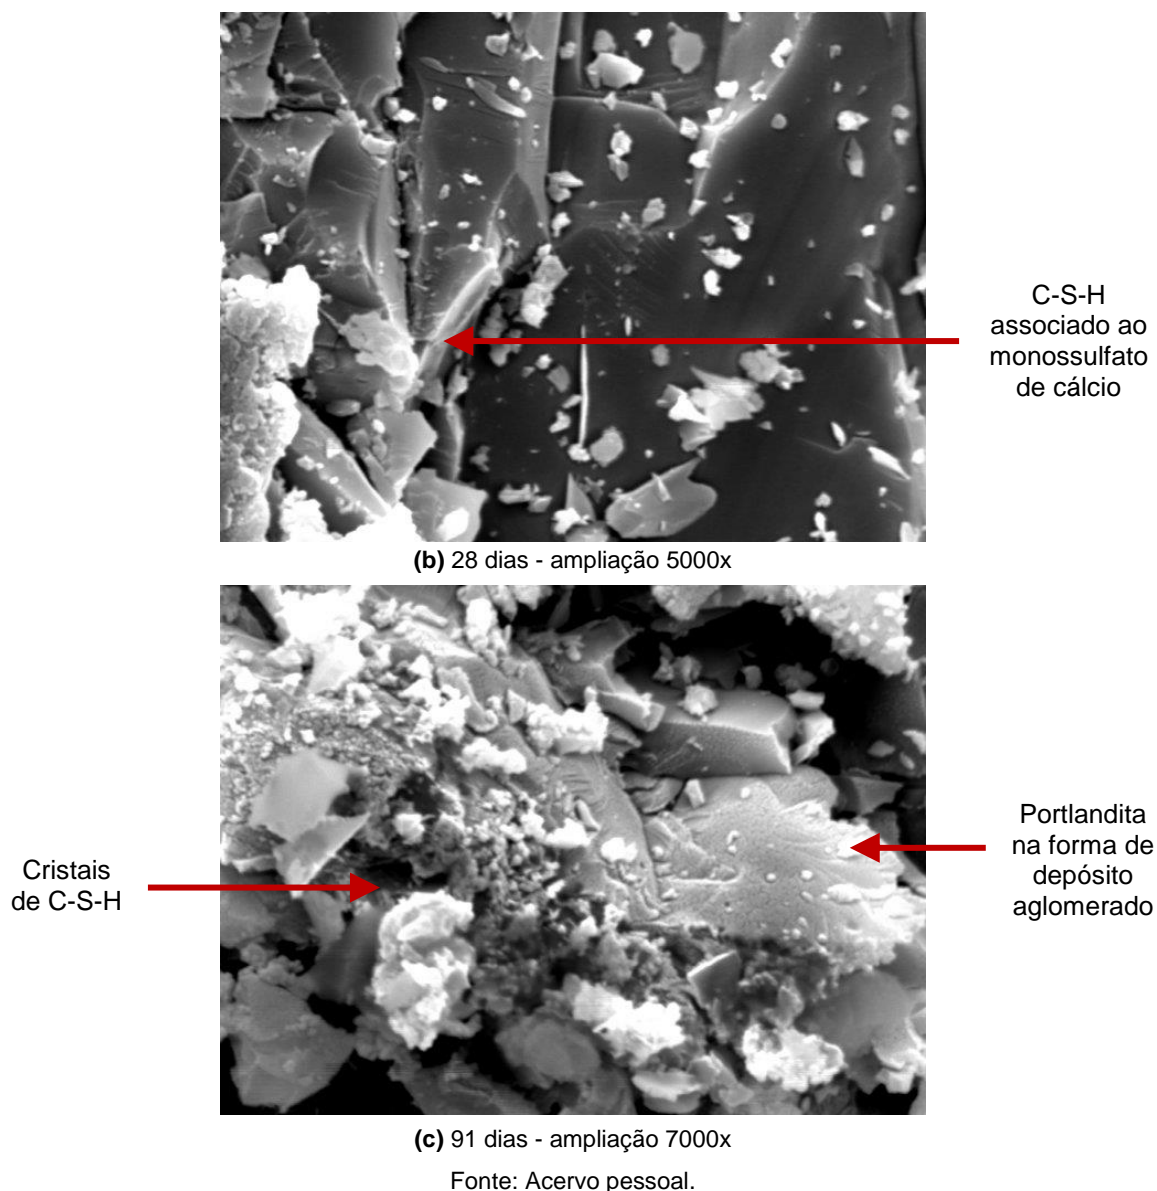 C-S-H
associado ao
monossulfato
de cálcio
(b) 28 dias - ampliação 5000x
Portlandita
na forma de
depósito
aglomerado
Cristais
de C-S-H
(c) 91 dias - ampliação 7000x
Fonte: Acervo pessoal.